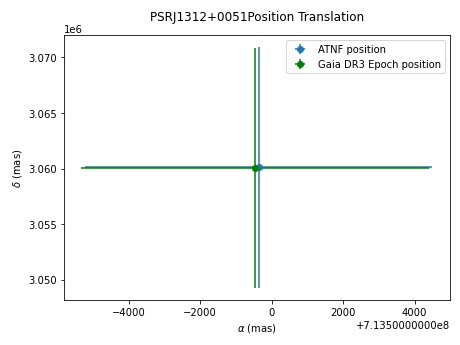 PSRJ1312+0051Position Translation
1e6
ATNF position
Gaia DR3 Epoch position
3.070
3.065
3.060
3.055
3.050
δ (mas)
−4000 −2000 0 2000 4000
α (mas)
+7.1350000000e8